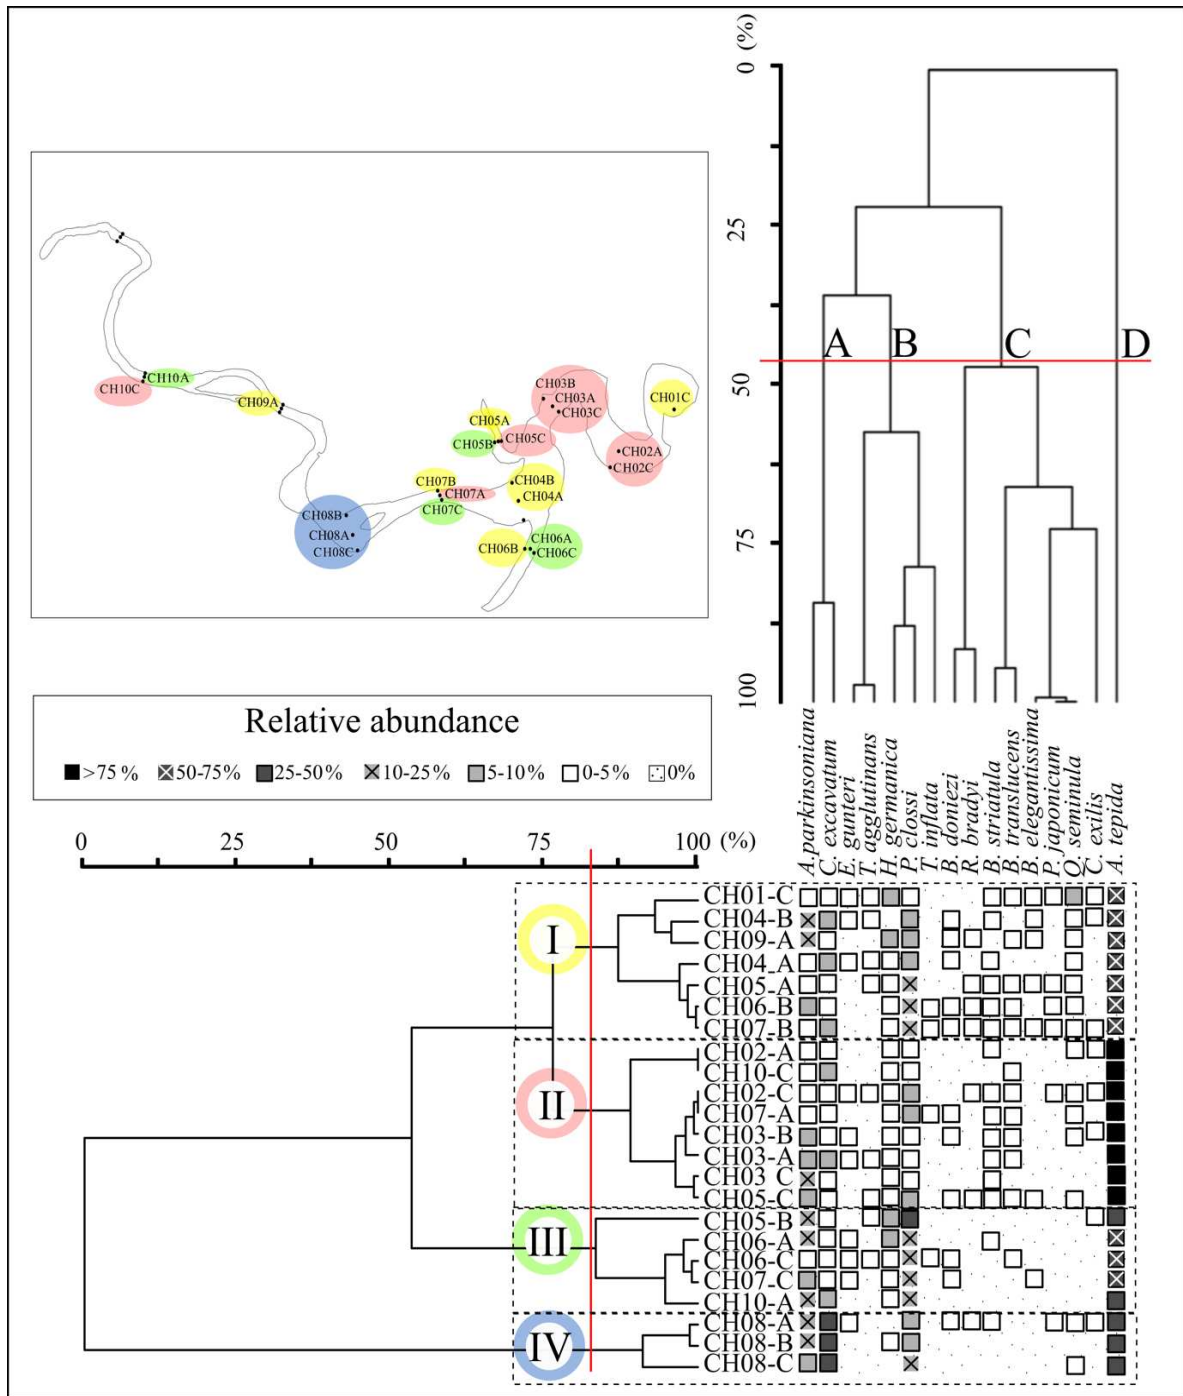 0 (%)
25
50
75
100
A B C D
CH10C
CH10A
CH09A
CH08B
CH08A
CH08C
CH07B
CH07A
CH07C
CH05A
CH05B
CH05C
CH04B
CH04A
CH06B
CH06A
CH06C
CH03B
CH03A
CH03C
CH02A
CH02C
CH01C
Relative abundance
>75%
50-75%
25-50%
10-25%
5-10%
0-5%
0%
A.parkinsoniana
C. excavatum
E. gunteri
T. agglutinans
H. germanica
P. clossi
T. inflata
B. doniezi
R. bradyi
B. striatula
B. translucens
B. elegantissima
P. japonicum
Q. seminula
C. exilis
A. tepida
0 25 50 75 100 (%)
I
II
III
IV
CH01-C
CH04-B
CH09-A
CH04-A
CH05-A
CH06-B
CH07-B
CH02-A
CH10-C
CH02-C
CH07-A
CH03-B
CH03-A
CH03 C
CH05-C
CH05-B
CH06-A
CH06-C
CH07-C
CH10-A
CH08-A
CH08-B
CH08-C